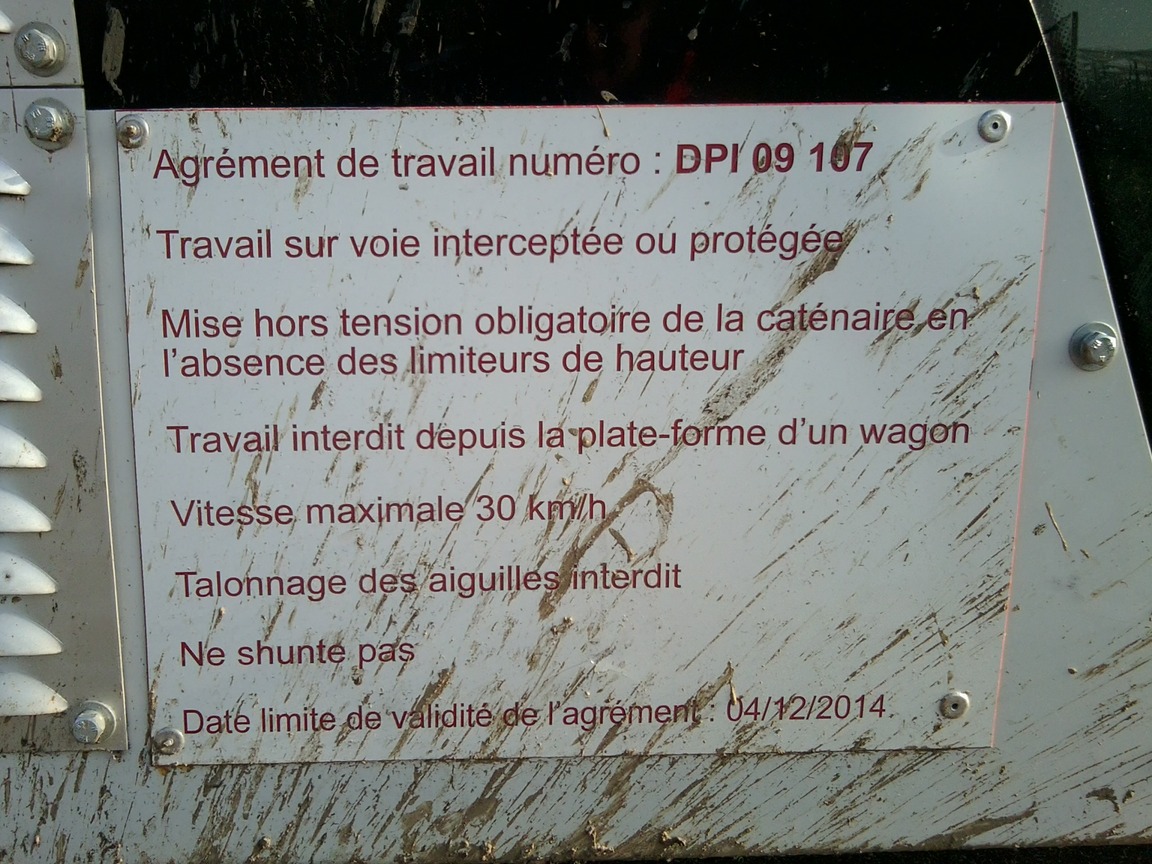 Agrément de travail numéro : DPI 09 107
Travail sur voie interceptée ou protégée
Mise hors tension obligatoire de la caténaire en
l'absence des limiteurs de hauteur
Travail interdit depuis la plate-forme d'un wagon
Vitesse maximale 30 km/h
Talonnage des aiguilles interdit
Ne shunte pas
Date limite de validité de l'agrément : 04/12/2014